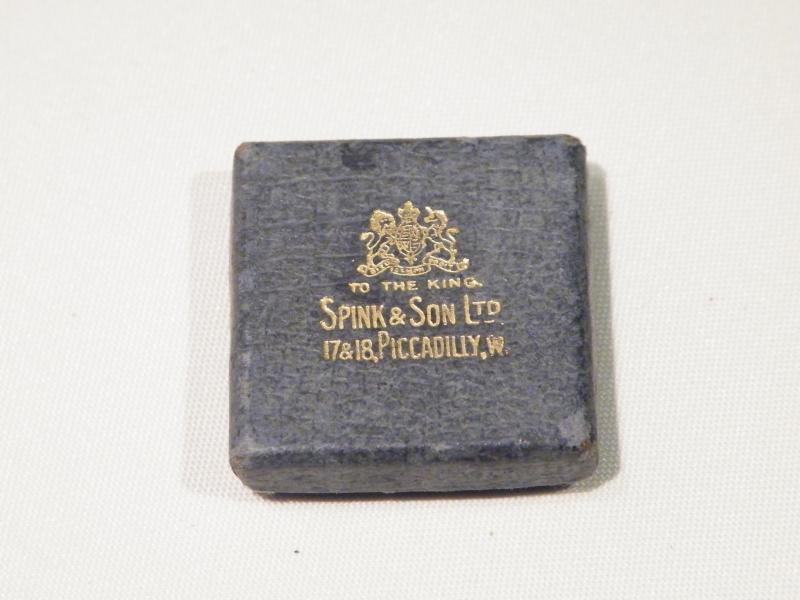 TO THE KING.
SPINK & SON LTD.
17 & 18, PICCADILLY, W.